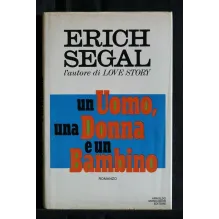 ERICH
SEGAL
l'autore di LOVE STORY
un Uomo,
una Donna
e un
Bambino
ROMANZO